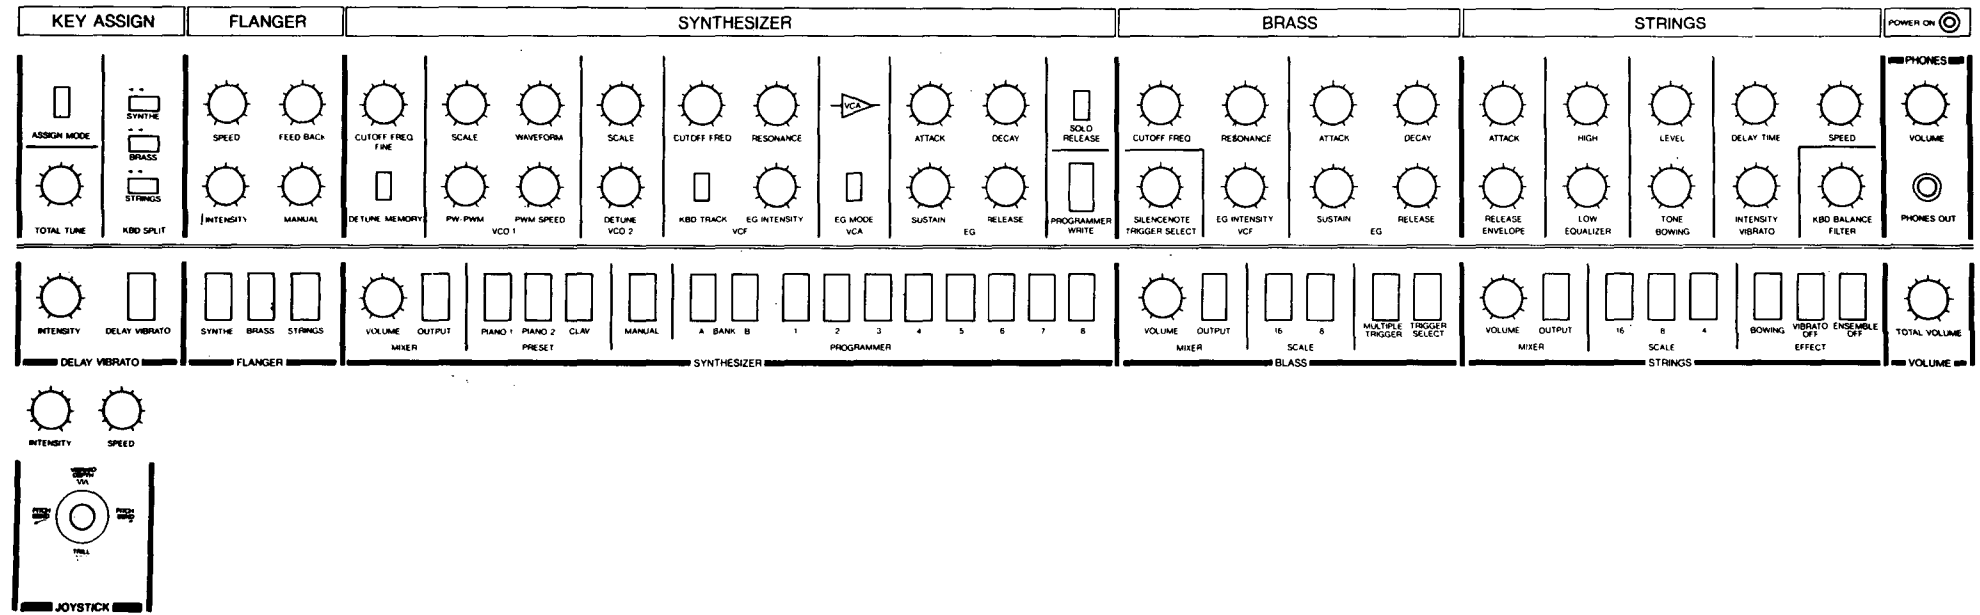 KEY ASSIGN FLANGER SYNTHESIZER BRASS STRINGS POWER ON
PHONES
SYNTHE
VCA
ASSIGN MODE SPEED FEED BACK CUTOFF FREQ FINE SCALE WAVEFORM SCALE CUTOFF FREQ RESONANCE ATTACK DECAY SOLO RELEASE CUTOFF FREQ RESONANCE ATTACK DECAY ATTACK HIGH LEVEL DELAY TIME SPEED VOLUME
BRASS
STRINGS
INTENSITY MANUAL DETUNE MEMORY PW·PWM PWM SPEED DETUNE KBD TRACK EG INTENSITY EG MODE SUSTAIN RELEASE PROGRAMMER SILENCENOTE EG INTENSITY SUSTAIN RELEASE RELEASE LOW TONE INTENSITY KBD BALANCE PHONES OUT
TOTAL TUNE KBD SPLIT VCO 1 VCO 2 VCF VCA EG WRITE TRIGGER SELECT VCF EG ENVELOPE EQUALIZER BOWING VIBRATO FILTER
INTENSITY DELAY VIBRATO SYNTHE BRASS STRINGS VOLUME OUTPUT PIANO 1 PIANO 2 CLAV MANUAL A BANK B 1 2 3 4 5 6 7 8 VOLUME OUTPUT 16 8 MULTIPLE TRIGGER TRIGGER SELECT VOLUME OUTPUT 16 8 4 BOWING VIBRATO OFF ENSEMBLE OFF TOTAL VOLUME
MIXER PRESET PROGRAMMER MIXER SCALE MIXER SCALE EFFECT
DELAY VIBRATO FLANGER SYNTHESIZER BLASS STRINGS VOLUME
INTENSITY SPEED
VIBRATO
DEPTH
PITCH BEND PITCH BEND
TRILL
JOYSTICK